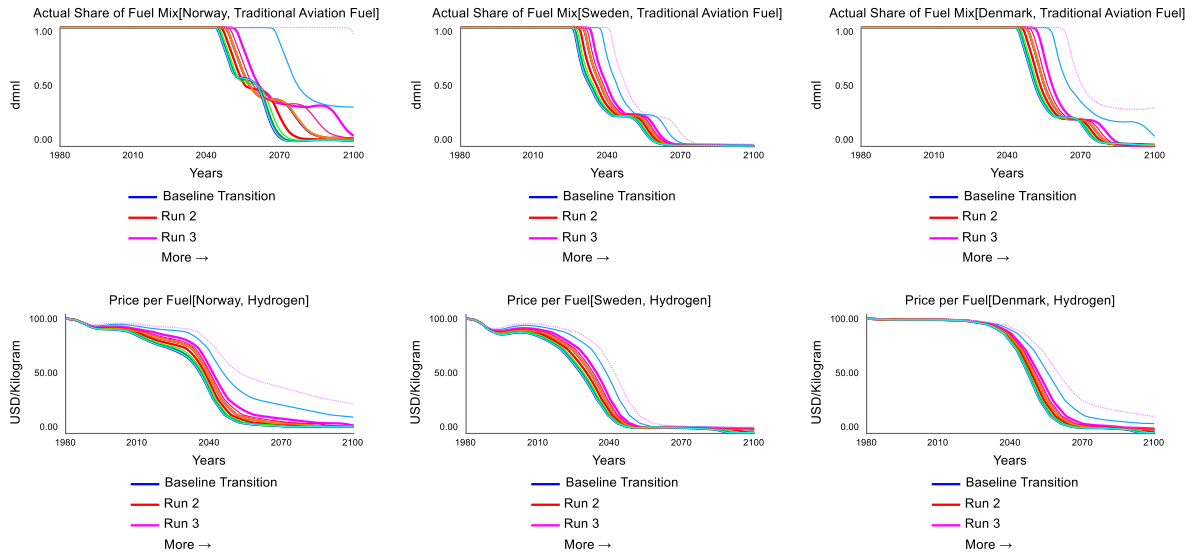 Actual Share of Fuel Mix[Norway, Traditional Aviation Fuel]
1.00
0.50
0.00
dmnl
1980 2010 2040 2070 2100
Years
Baseline Transition
Run 2
Run 3
More →
Actual Share of Fuel Mix[Sweden, Traditional Aviation Fuel]
1.00
0.50
0.00
dmnl
1980 2010 2040 2070 2100
Years
Baseline Transition
Run 2
Run 3
More →
Actual Share of Fuel Mix[Denmark, Traditional Aviation Fuel]
1.00
0.50
0.00
dmnl
1980 2010 2040 2070 2100
Years
Baseline Transition
Run 2
Run 3
More →
Price per Fuel[Norway, Hydrogen]
100.00
50.00
0.00
USD/Kilogram
1980 2010 2040 2070 2100
Years
Baseline Transition
Run 2
Run 3
More →
Price per Fuel[Sweden, Hydrogen]
100.00
50.00
0.00
USD/Kilogram
1980 2010 2040 2070 2100
Years
Baseline Transition
Run 2
Run 3
More →
Price per Fuel[Denmark, Hydrogen]
100.00
50.00
0.00
USD/Kilogram
1980 2010 2040 2070 2100
Years
Baseline Transition
Run 2
Run 3
More →